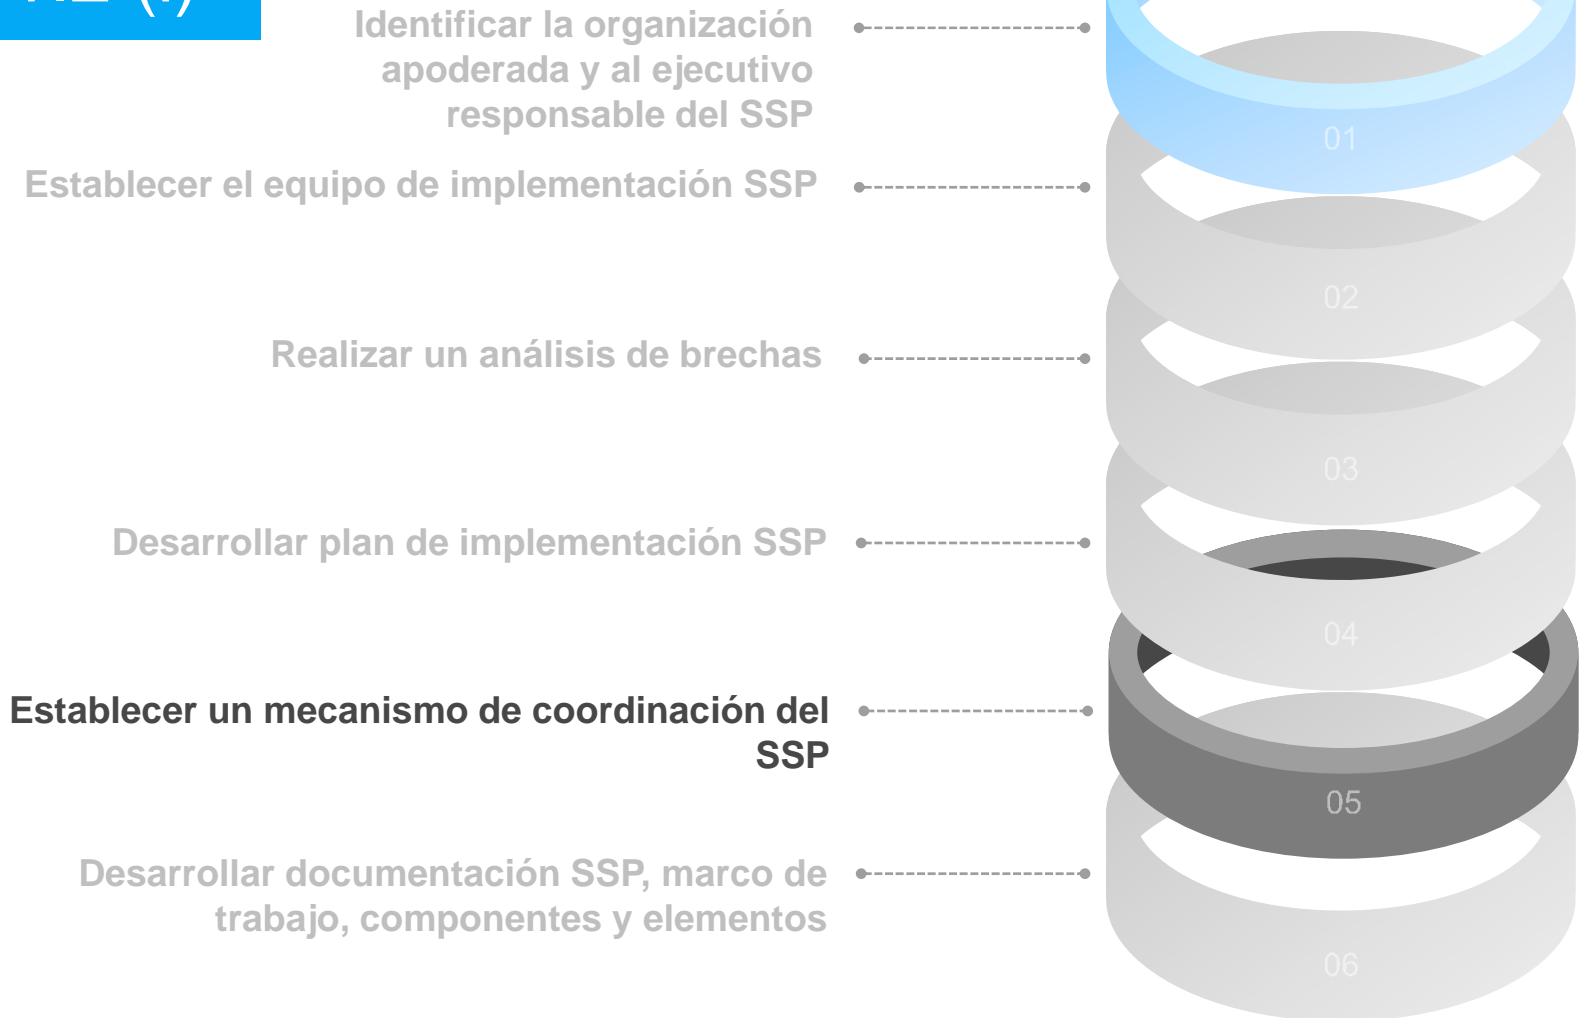 Identificar la organización
apoderada y al ejecutivo
responsable del SSP
01
Establecer el equipo de implementación SSP
02
Realizar un análisis de brechas
03
Desarrollar plan de implementación SSP
04
Establecer un mecanismo de coordinación del
SSP
05
Desarrollar documentación SSP, marco de
trabajo, componentes y elementos
06